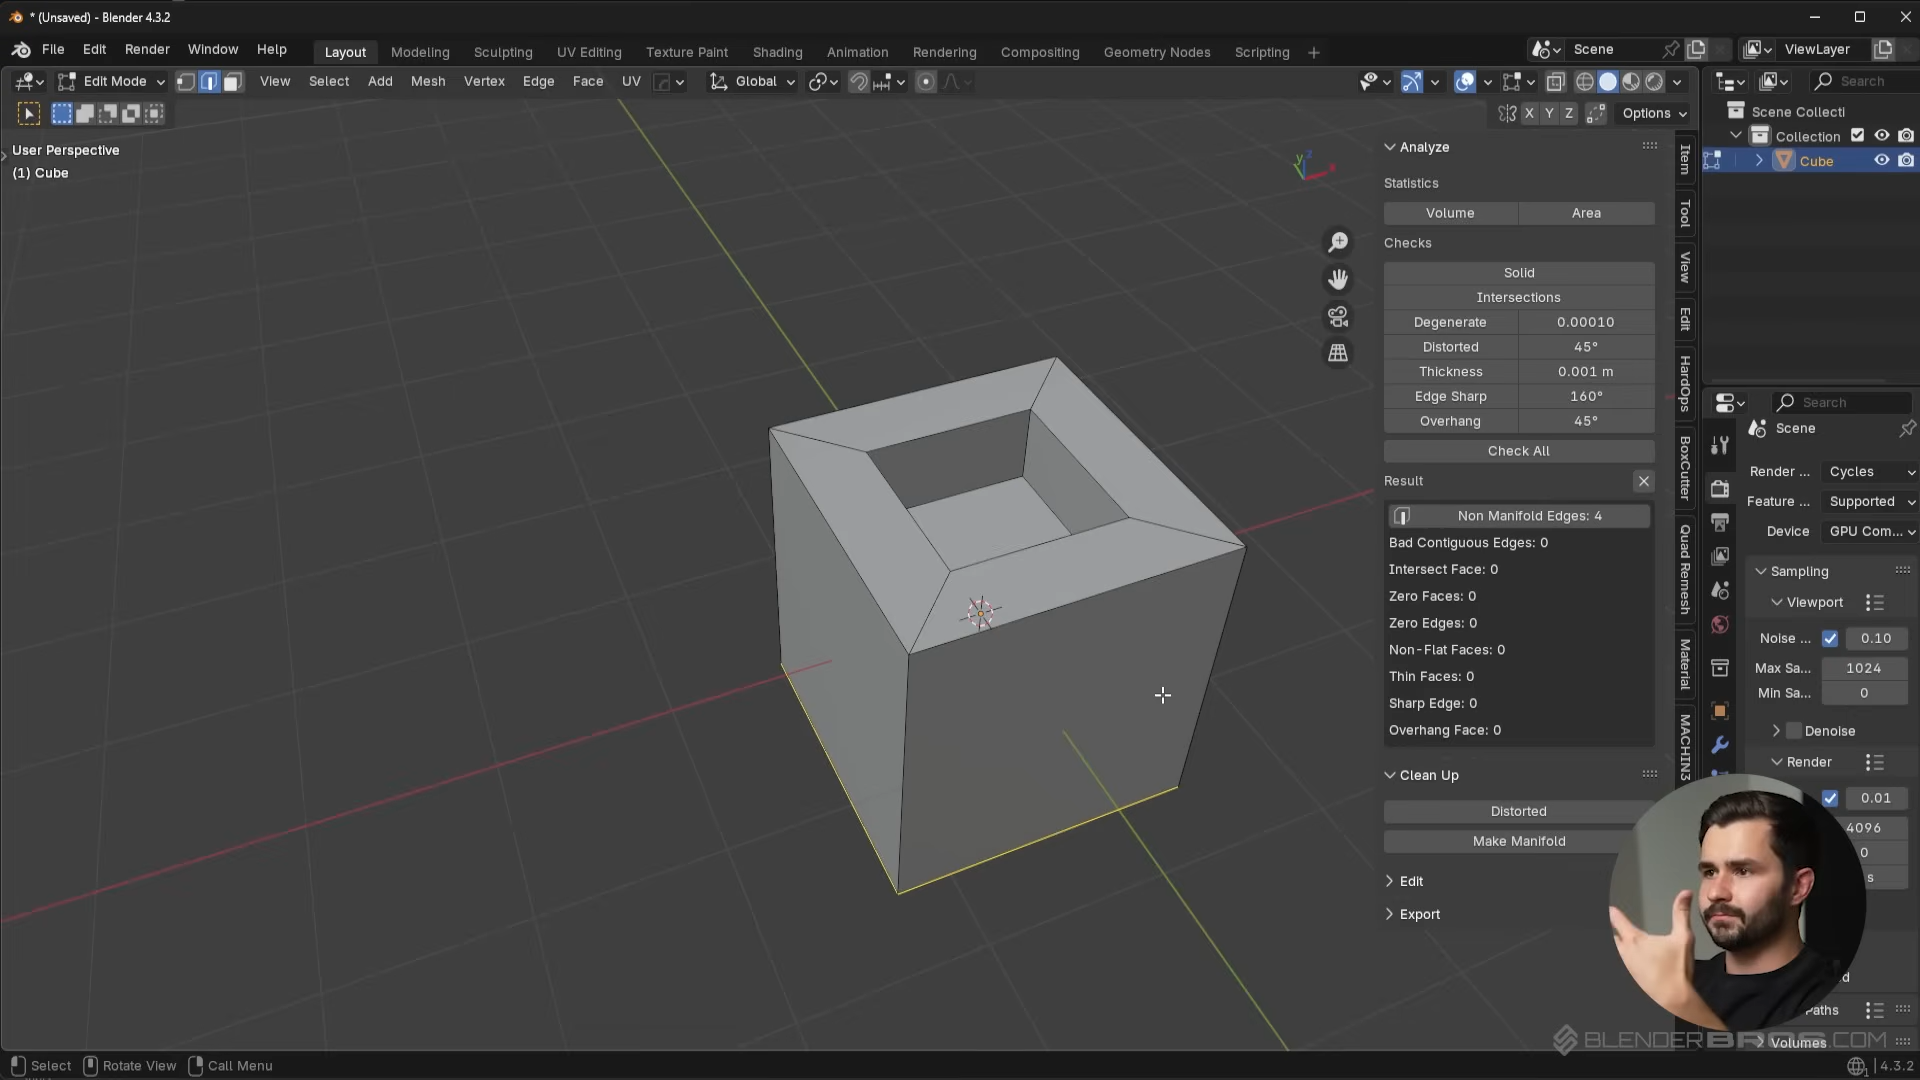 * (Unsaved) - Blender 4.3.2
File Edit Render Window Help
Layout Modeling Sculpting UV Editing Texture Paint Shading Animation Rendering Compositing Geometry Nodes Scripting +
Scene
ViewLayer
Edit Mode
View Select Add Mesh Vertex Edge Face UV
Global
Search
X Y Z
Options
User Perspective
(1) Cube
Scene Collecti
Collection
Cube
Analyze
Statistics
Volume Area
Checks
Solid
Intersections
Degenerate 0.00010
Distorted 45°
Thickness 0.001 m
Edge Sharp 160°
Overhang 45°
Check All
Result
Non Manifold Edges: 4
Bad Contiguous Edges: 0
Intersect Face: 0
Zero Faces: 0
Zero Edges: 0
Non-Flat Faces: 0
Thin Faces: 0
Sharp Edge: 0
Overhang Face: 0
Clean Up
Distorted
Make Manifold
Edit
Export
Item
Tool
View
Edit
HardOps
BoxCutter
Quad Remesh
Material
MACHIN3
Search
Scene
Render ... Cycles
Feature ... Supported
Device GPU Com...
Sampling
Viewport
Noise ... 0.10
Max Sa... 1024
Min Sa... 0
Denoise
Render
0.01
4096
0
s
d
Paths
Volumes
BLENDERBROS.COM
Select Rotate View Call Menu
4.3.2
Y
Z